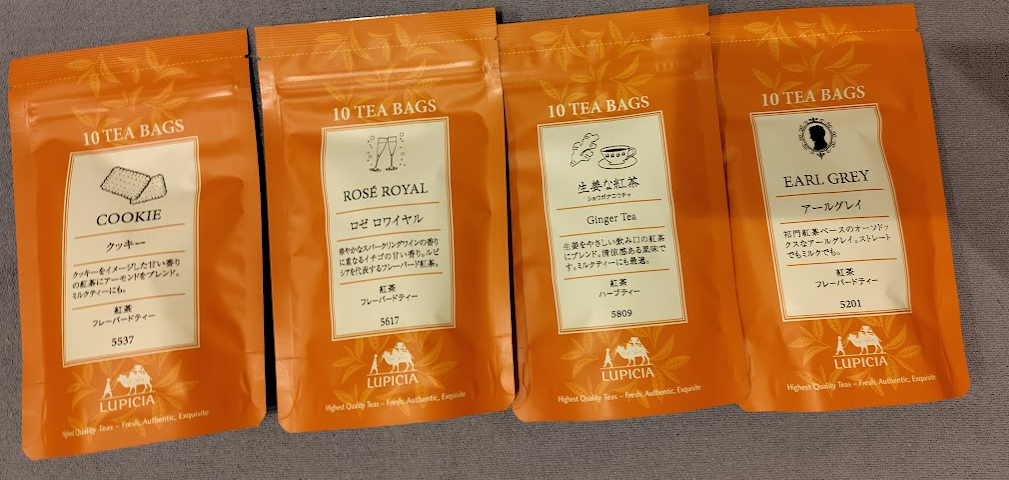 10 TEA BAGS
COOKIE
クッキー
クッキーをイメージした甘い香り
の紅茶にアーモンドをブレンド。
ミルクティーにも。
紅茶
フレーバードティー
5537
LUPICIA
Highest Quality Teas – Fresh, Authentic, Exquisite
10 TEA BAGS
ROSÉ ROYAL
ロゼ ロワイヤル
華やかなスパークリングワインの香り
に重なるイチゴの甘い香り。ルピ
シアを代表するフレーバード紅茶。
紅茶
フレーバードティー
5617
LUPICIA
Highest Quality Teas – Fresh, Authentic, Exquisite
10 TEA BAGS
生姜な紅茶
ショウガナコウチャ
Ginger Tea
生姜をやさしい飲み口の紅茶
にブレンド。清涼感ある風味で
す。ミルクティーにも最適。
紅茶
ハーブティー
5809
LUPICIA
Highest Quality Teas – Fresh, Authentic, Exquisite
10 TEA BAGS
EARL GREY
アールグレイ
祁門紅茶ベースのオーソドッ
クスなアールグレイ。ストレート
でもミルクでも。
紅茶
フレーバードティー
5201
LUPICIA
Highest Quality Teas – Fresh, Authentic, Exquisite